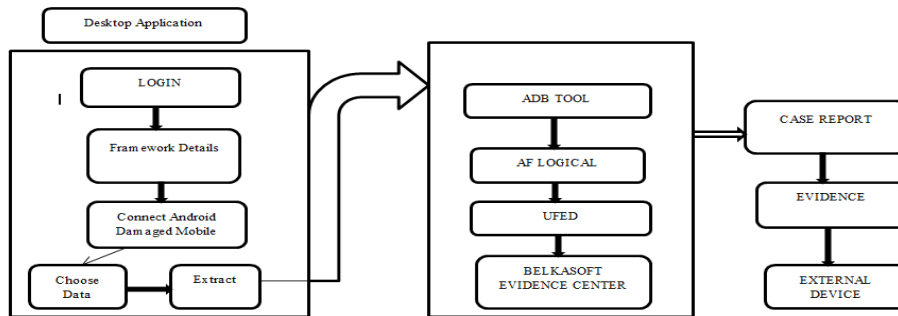 Desktop Application
LOGIN
Framework Details
Connect Android
Damaged Mobile
Choose
Data
Extract
ADB TOOL
AF LOGICAL
UFED
BELKASOFT
EVIDENCE CENTER
CASE REPORT
EVIDENCE
EXTERNAL
DEVICE